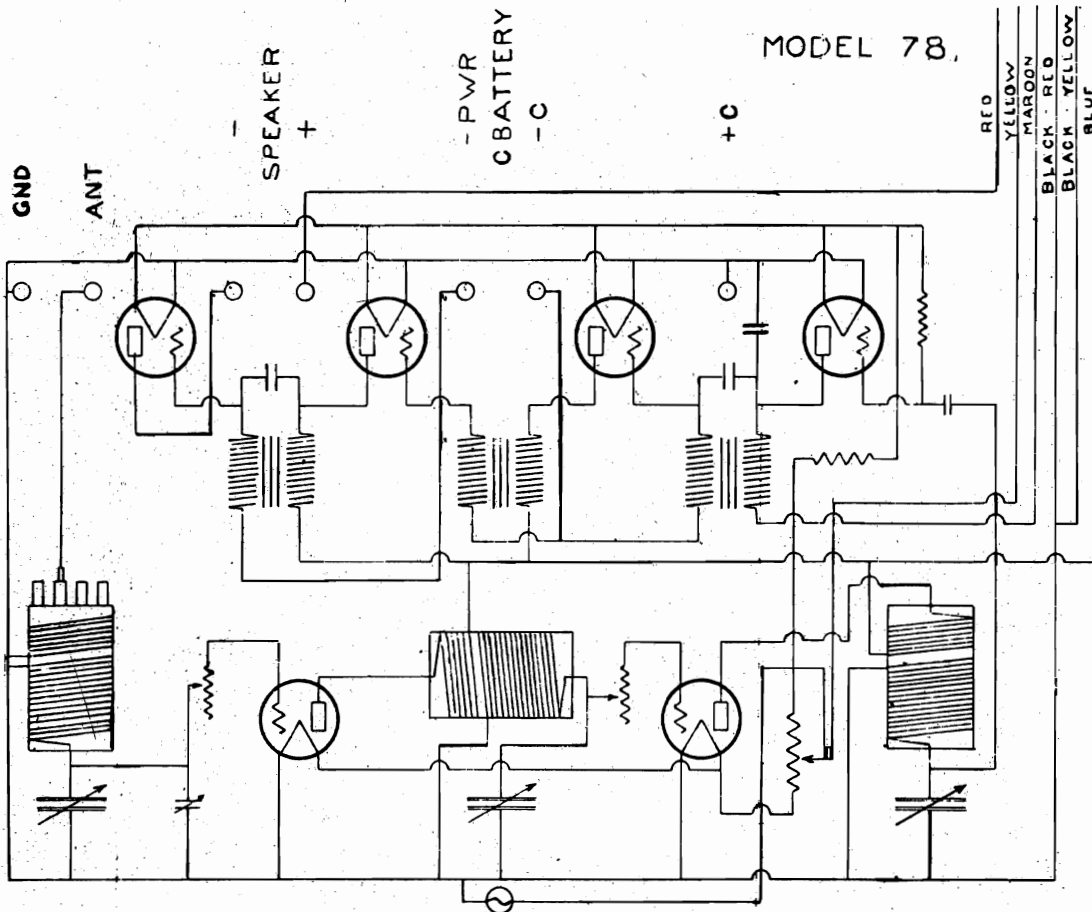 MODEL 78.
GND
ANT
-
SPEAKER
+
- PWR
C BATTERY
- C
+ C
RED
YELLOW
MAROON
BLACK - RED
BLACK - YELLOW
BLUE